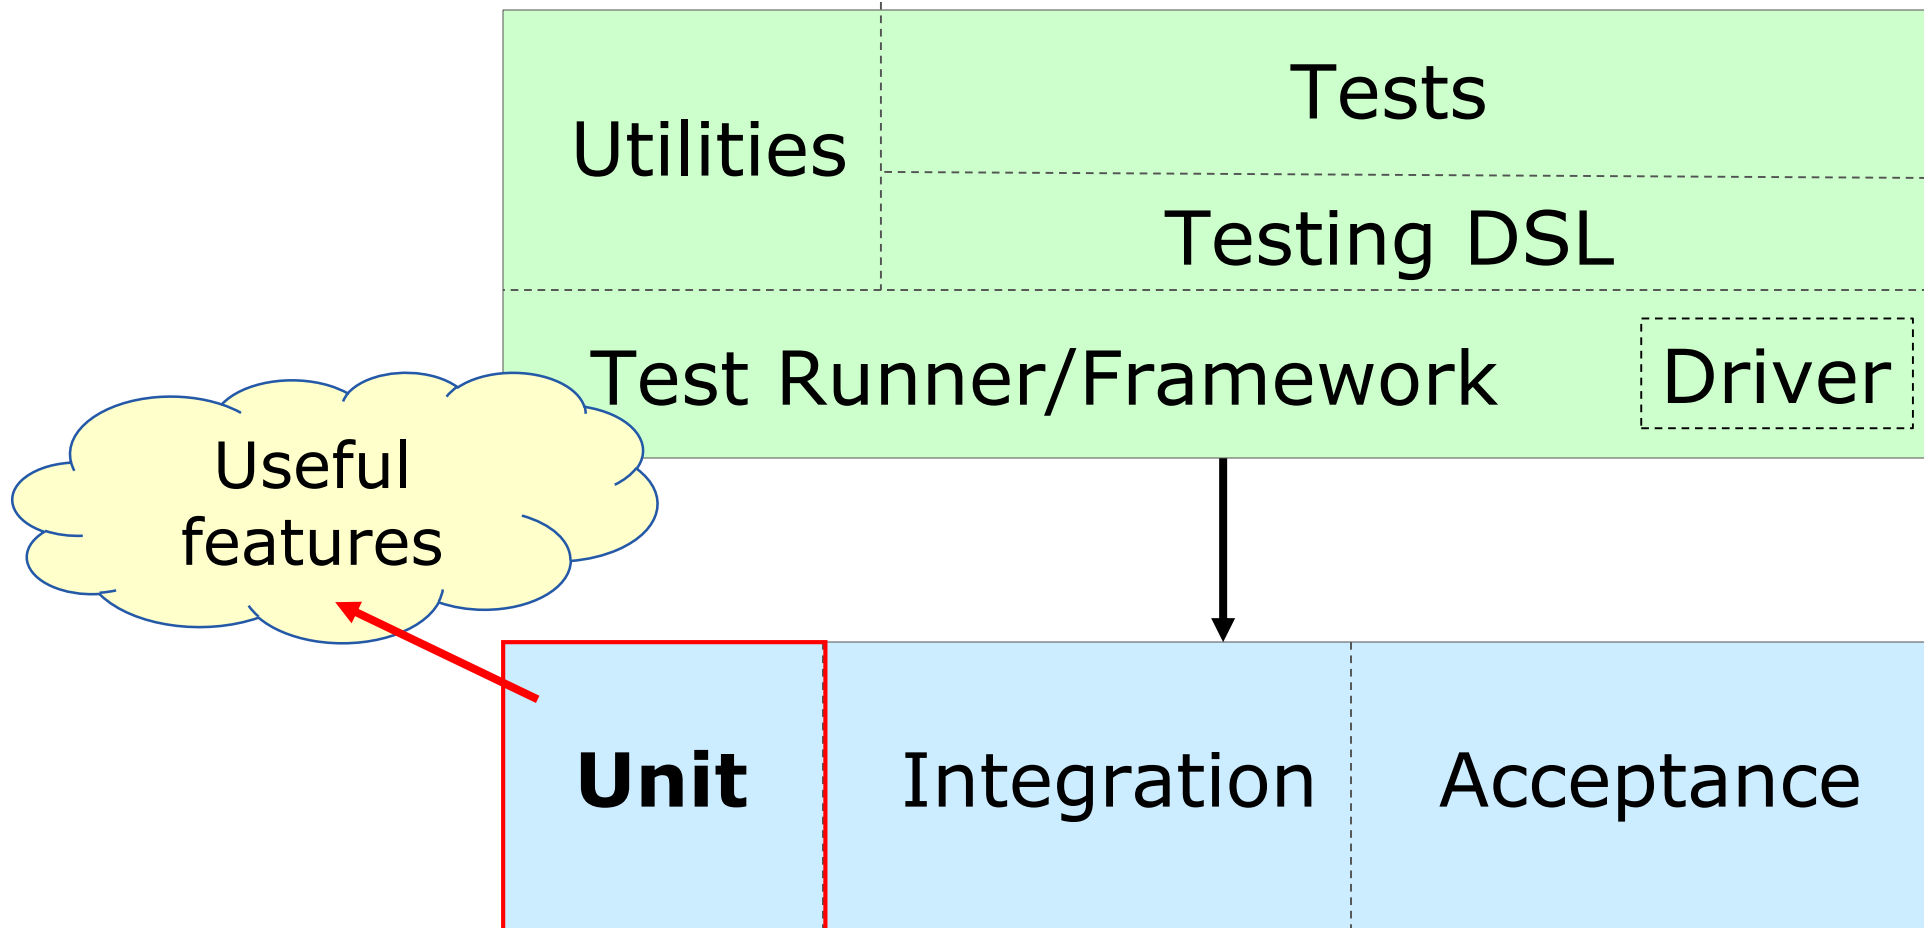 Tests
Utilities
Testing DSL
Test Runner/Framework
Driver
Useful
features
Unit
Integration
Acceptance